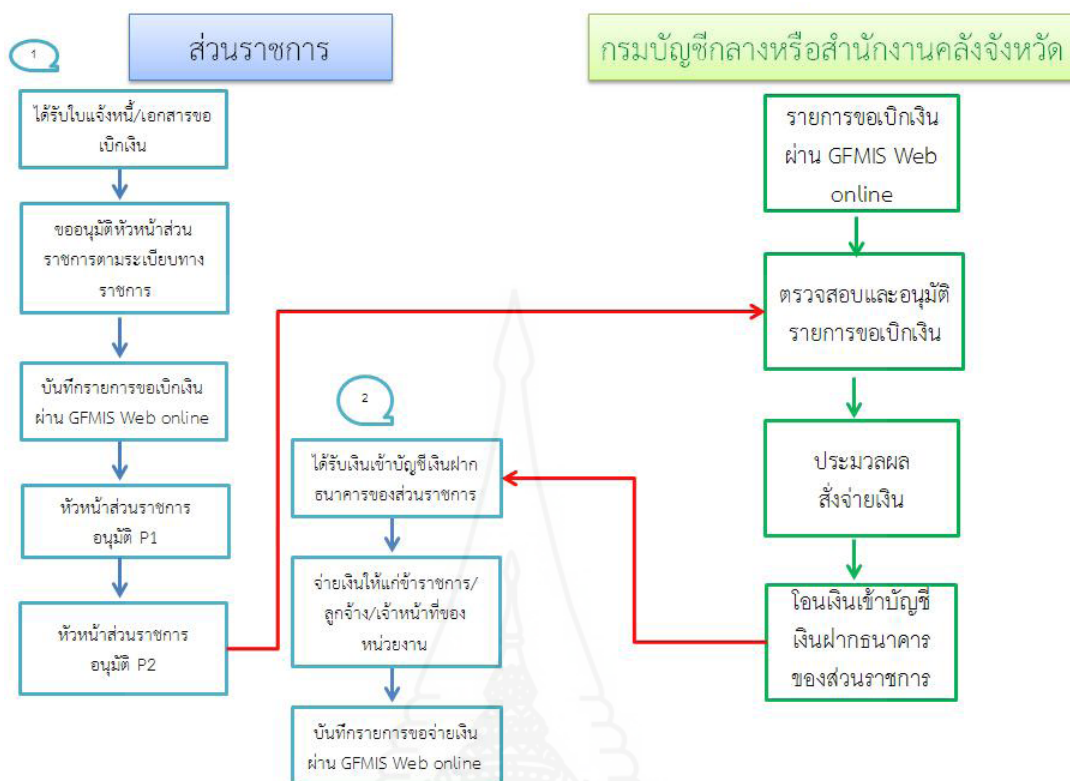 ส่วนราชการ
กรมบัญชีกลางหรือสำนักงานคลังจังหวัด
1
ได้รับใบแจ้งหนี้/เอกสารขอ
เบิกเงิน
ขออนุมัติหัวหน้าส่วน
ราชการตามระเบียบทาง
ราชการ
บันทึกรายการขอเบิกเงิน
ผ่าน GFMIS Web online
หัวหน้าส่วนราชการ
อนุมัติ P1
หัวหน้าส่วนราชการ
อนุมัติ P2
รายการขอเบิกเงิน
ผ่าน GFMIS Web
online
ตรวจสอบและอนุมัติ
รายการขอเบิกเงิน
ประมวลผล
สั่งจ่ายเงิน
โอนเงินเข้าบัญชี
เงินฝากธนาคาร
ของส่วนราชการ
2
ได้รับเงินเข้าบัญชีเงินฝาก
ธนาคารของส่วนราชการ
จ่ายเงินให้แก่ข้าราชการ/
ลูกจ้าง/เจ้าหน้าที่ของ
หน่วยงาน
บันทึกรายการขอจ่ายเงิน
ผ่าน GFMIS Web online